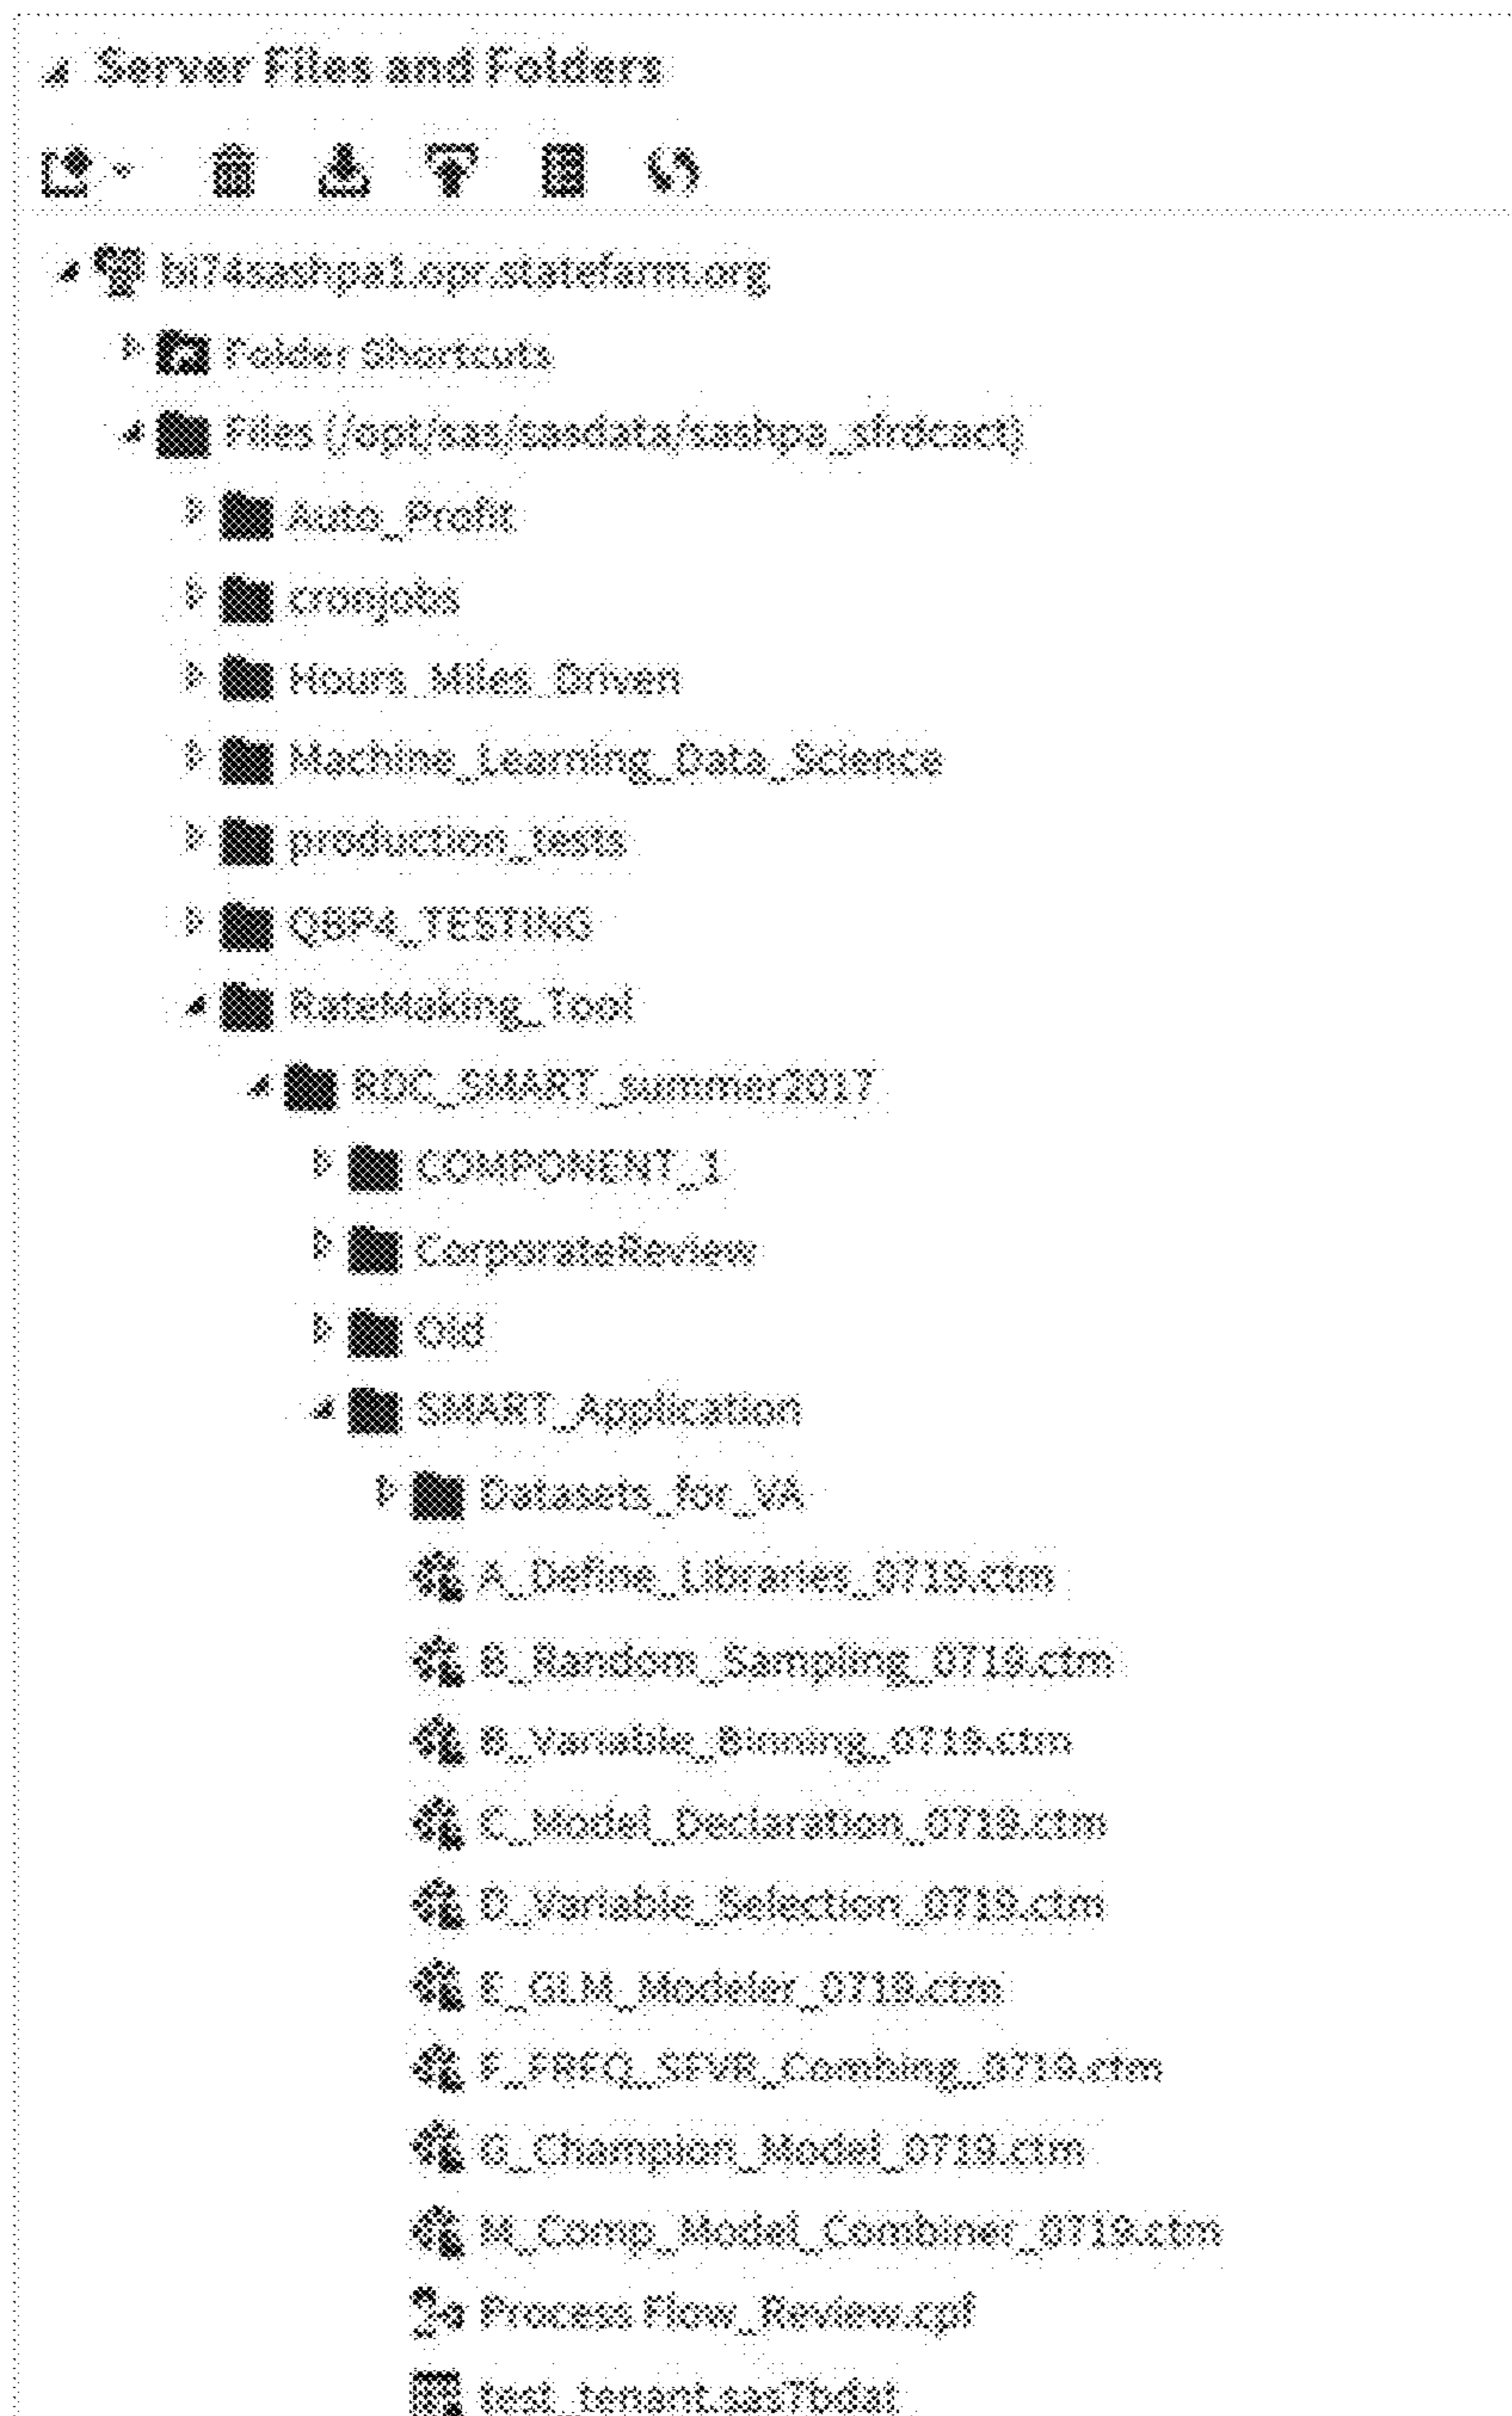 Server Files and Folders
bi74sashpa1.opr.statefarm.org
Folder Shortcuts
Files (/opt/sas/sasdata/sashpa_sfrdcact)
Auto_Profit
cronjobs
Hours_Miles_Driven
Machine_Learning_Data_Science
production_tests
QBP4_TESTING
RateMaking_Tool
RDC_SMART_summer2017
COMPONENT_1
CorporateReview
Old
SMART_Application
Datasets_for_VA
A_Define_Libraries_0719.ctm
B_Random_Sampling_0719.ctm
B_Variable_Binning_0719.ctm
C_Model_Declaration_0719.ctm
D_Variable_Selection_0719.ctm
E_GLM_Modeler_0719.ctm
F_FREQ_SEVR_Combing_0719.ctm
G_Champion_Model_0719.ctm
H_Comp_Model_Combiner_0719.ctm
Process Flow_Review.cpf
test_tenant.sas7bdat